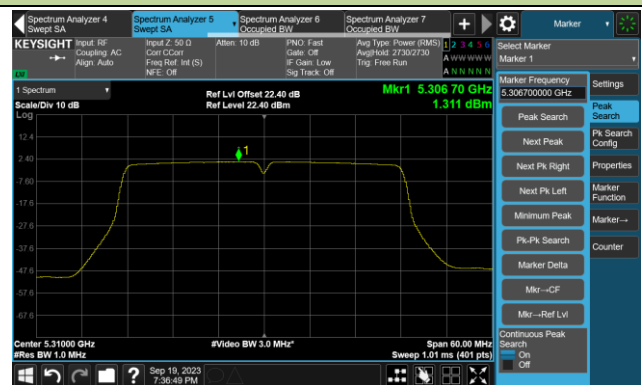 Spectrum Analyzer 4
Swept SA
Spectrum Analyzer 5
Swept SA
Spectrum Analyzer 6
Occupied BW
Spectrum Analyzer 7
Occupied BW
Marker
KEYSIGHT
Input: RF
Coupling: AC
Align: Auto
Input Z: 50 Ω
Corr CCorr
Freq Ref: Int (S)
NFE: Off
Atten: 10 dB
PNO: Fast
Gate: Off
IF Gain: Low
Sig Track: Off
Avg Type: Power (RMS)
Avg|Hold: 2730/2730
Trig: Free Run
1 2 3 4 5 6
A W W W W W
A N N N N N
Select Marker
Marker 1
LW
1 Spectrum
Scale/Div 10 dB
Log
Ref Lvl Offset 22.40 dB
Ref Level 22.40 dBm
Mkr1 5.306 70 GHz
1.311 dBm
1
12.4
2.40
-7.60
-17.6
-27.6
-37.6
-47.6
-57.6
-67.6
Center 5.31000 GHz
#Res BW 1.0 MHz
#Video BW 3.0 MHz*
Span 60.00 MHz
Sweep 1.01 ms (401 pts)
Marker Frequency
5.306700000 GHz
Peak Search
Next Peak
Next Pk Right
Next Pk Left
Minimum Peak
Pk-Pk Search
Marker Delta
Mkr→CF
Mkr→Ref Lvl
Continuous Peak
Search
On
Off
Settings
Peak
Search
Pk Search
Config
Properties
Marker
Function
Marker→
Counter
Sep 19, 2023
7:36:49 PM